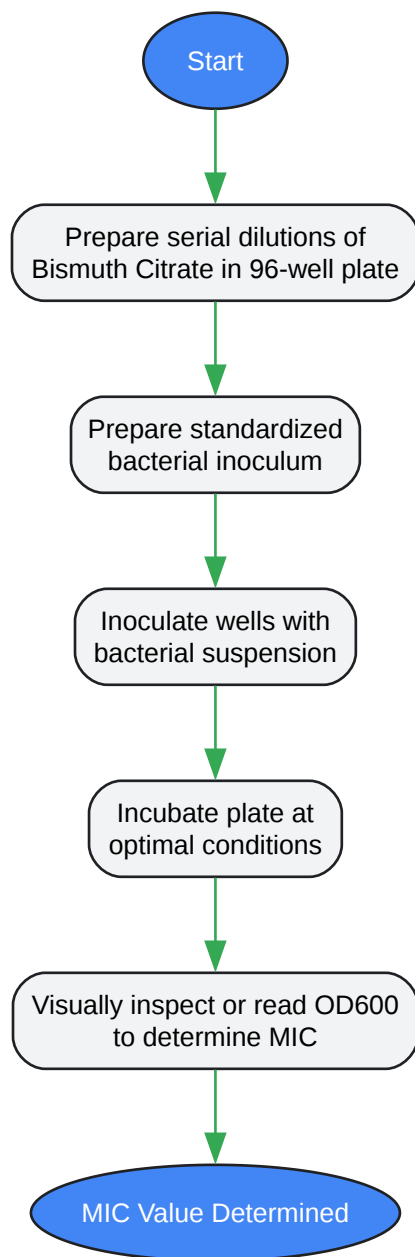 Start
Prepare serial dilutions of
Bismuth Citrate in 96-well plate
Prepare standardized
bacterial inoculum
Inoculate wells with
bacterial suspension
Incubate plate at
optimal conditions
Visually inspect or read OD600
to determine MIC
MIC Value Determined